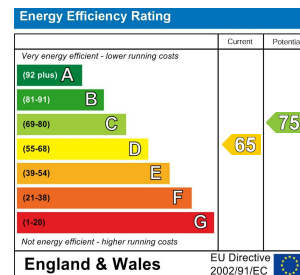 Energy Efficiency Rating
Current Potentia
Very energy efficient - lower running costs
(92 plus) A
(81-91) B
(69-80) C
75
(55-68) D
65
(39-54) E
(21-38) F
(1-20) G
Not energy efficient - higher running costs
England & Wales
EU Directive
2002/91/EC